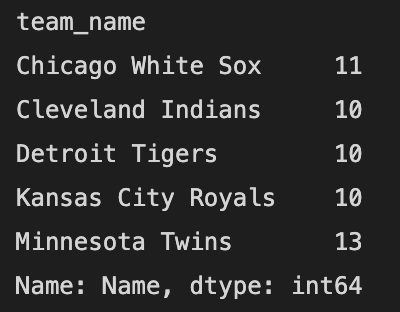 team_name
Chicago White Sox     11
Cleveland Indians     10
Detroit Tigers        10
Kansas City Royals    10
Minnesota Twins       13
Name: Name, dtype: int64